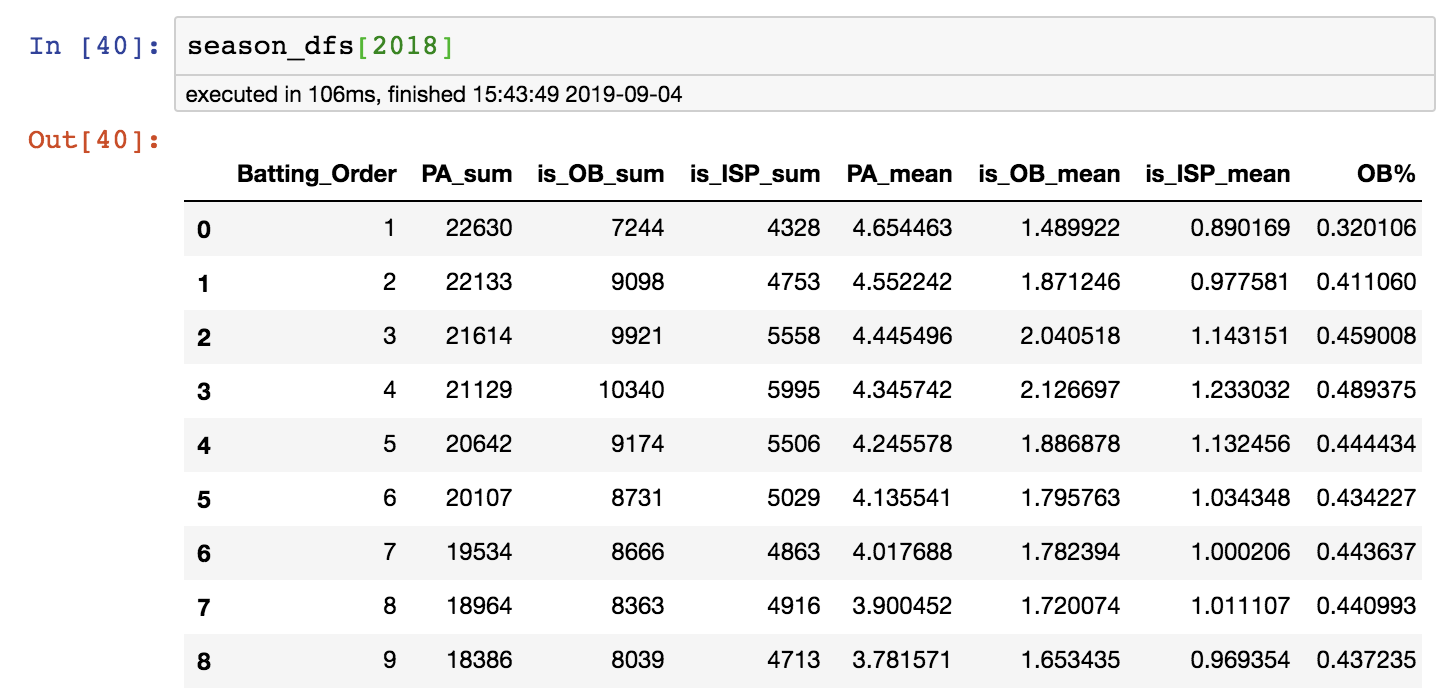 In [40]: season_dfs[2018]
executed in 106ms, finished 15:43:49 2019-09-04
Out[40]:
Batting_Order PA_sum is_OB_sum is_ISP_sum PA_mean is_OB_mean is_ISP_mean OB%
0 1 22630 7244 4328 4.654463 1.489922 0.890169 0.320106
1 2 22133 9098 4753 4.552242 1.871246 0.977581 0.411060
2 3 21614 9921 5558 4.445496 2.040518 1.143151 0.459008
3 4 21129 10340 5995 4.345742 2.126697 1.233032 0.489375
4 5 20642 9174 5506 4.245578 1.886878 1.132456 0.444434
5 6 20107 8731 5029 4.135541 1.795763 1.034348 0.434227
6 7 19534 8666 4863 4.017688 1.782394 1.000206 0.443637
7 8 18964 8363 4916 3.900452 1.720074 1.011107 0.440993
8 9 18386 8039 4713 3.781571 1.653435 0.969354 0.437235